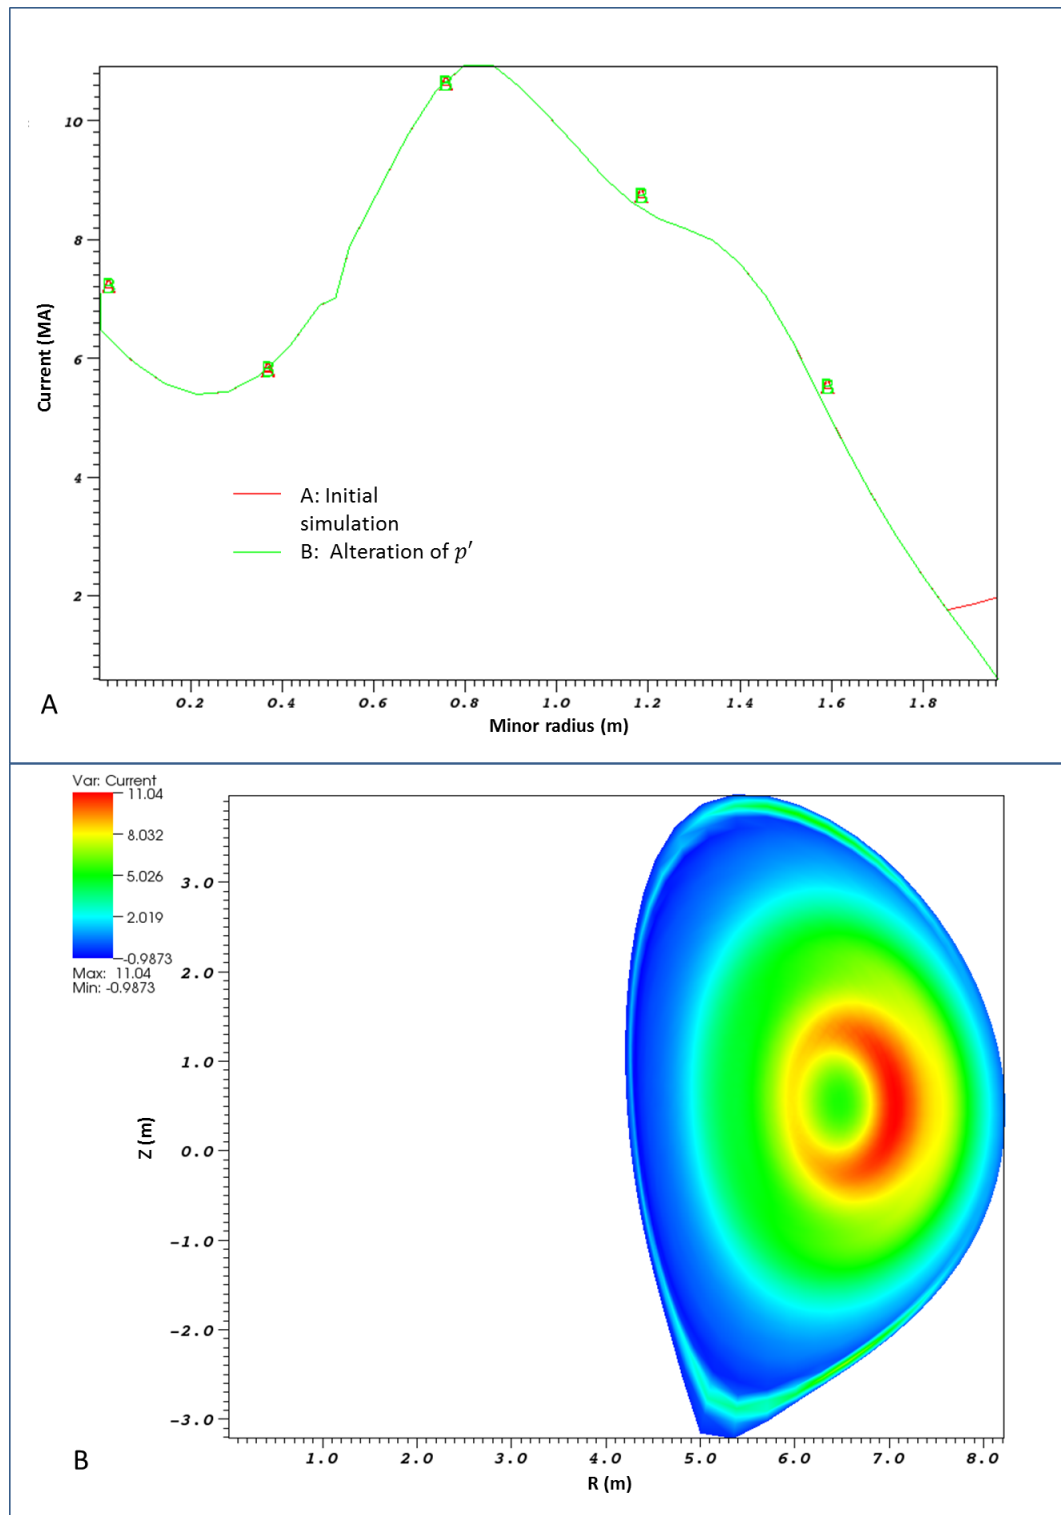 10
8
6
4
2
Current (MA)
A
B
A
B
A
B
A
B
A
B
A: Initial
simulation
B: Alteration of p′
0.2 0.4 0.6 0.8 1.0 1.2 1.4 1.6 1.8
Minor radius (m)
A
Var: Current
11.04
8.032
5.026
2.019
-0.9873
Max: 11.04
Min: -0.9873
3.0
2.0
1.0
0.0
-1.0
-2.0
-3.0
Z (m)
1.0 2.0 3.0 4.0 5.0 6.0 7.0 8.0
R (m)
B